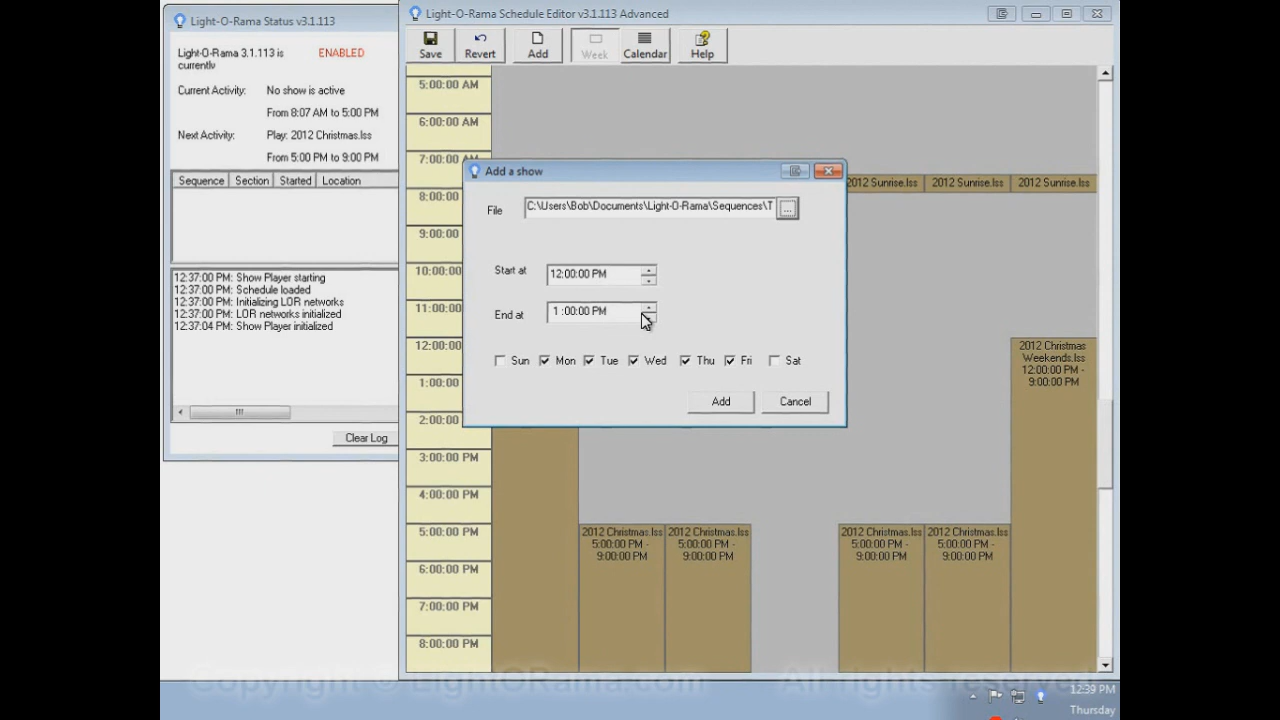 Light-O-Rama Status v3.1.113
Light-O-Rama 3.1.113 is currently
ENABLED
Current Activity: No show is active
From 8:07 AM to 5:00 PM
Next Activity: Play: 2012 Christmas.lss
From 5:00 PM to 9:00 PM
Sequence Section Started Location
12:37:00 PM: Show Player starting
12:37:00 PM: Schedule loaded
12:37:00 PM: Initializing LOR networks
12:37:00 PM: LOR networks initialized
12:37:04 PM: Show Player initialized
Clear Log
Light-O-Rama Schedule Editor v3.1.113 Advanced
Save Revert Add Week Calendar Help
5:00:00 AM
6:00:00 AM
7:00:00 AM
8:00:00
9:00:00
10:00:00
11:00:00
12:00:00
1:00:00
2:00:00
3:00:00 PM
4:00:00 PM
5:00:00 PM
6:00:00 PM
7:00:00 PM
8:00:00 PM
2012 Sunrise.lss 2012 Sunrise.lss 2012 Sunrise.lss
Add a show
File C:\Users\Bob\Documents\Light-O-Rama\Sequences\T ...
Start at 12:00:00 PM
End at 1 :00:00 PM
Sun Mon Tue Wed Thu Fri Sat
Add Cancel
2012 Christmas
Weekends.lss
12:00:00 PM -
9:00:00 PM
2012 Christmas.lss
5:00:00 PM -
9:00:00 PM
2012 Christmas.lss
5:00:00 PM -
9:00:00 PM
2012 Christmas.lss
5:00:00 PM -
9:00:00 PM
2012 Christmas.lss
5:00:00 PM -
9:00:00 PM
Copyright © LightORama.com All rights reserved
12:39 PM
Thursday